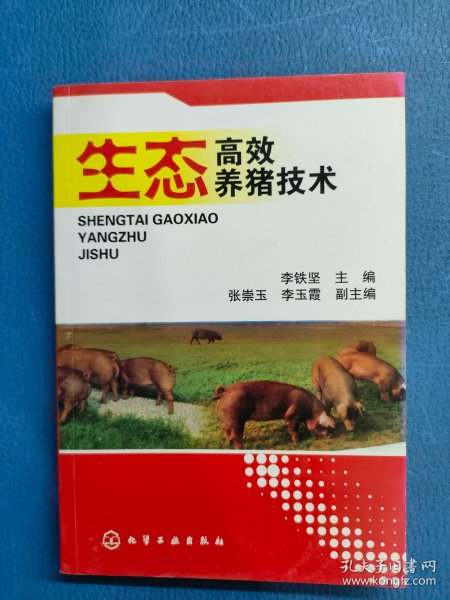 生态高效
养猪技术
SHENGTAI GAOXIAO
YANGZHU
JISHU
李铁坚 主编
张崇玉 李玉霞 副主编
化学工业出版社
孔夫子旧书网
www.kongfz.com